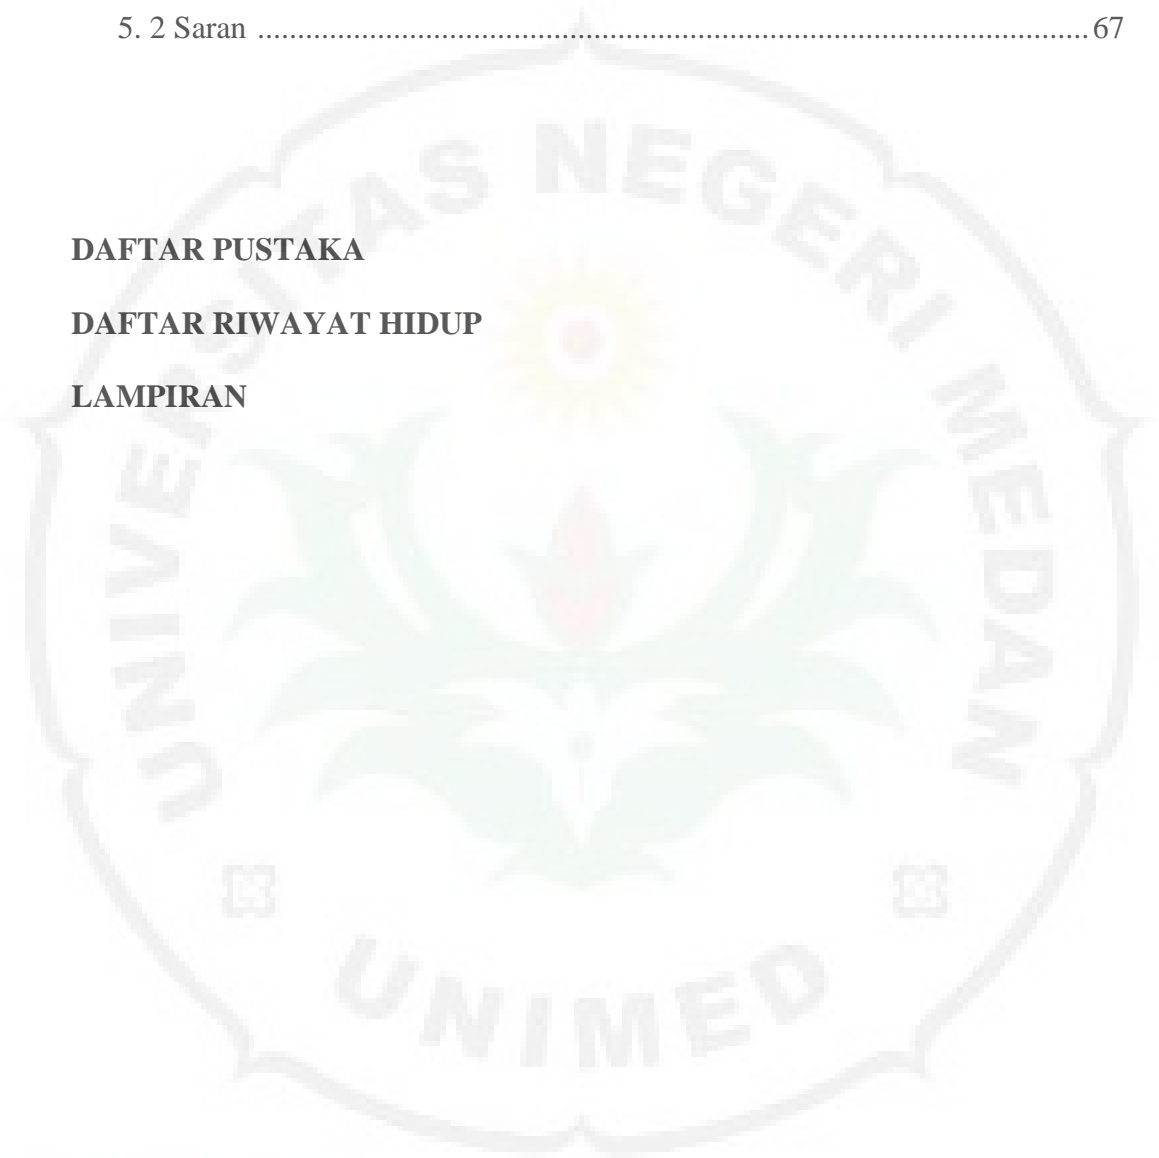 5. 2 Saran ........................................................................................................ 67
DAFTAR PUSTAKA
DAFTAR RIWAYAT HIDUP
LAMPIRAN
UNIVERSITAS NEGERI MEDAN
UNIMED